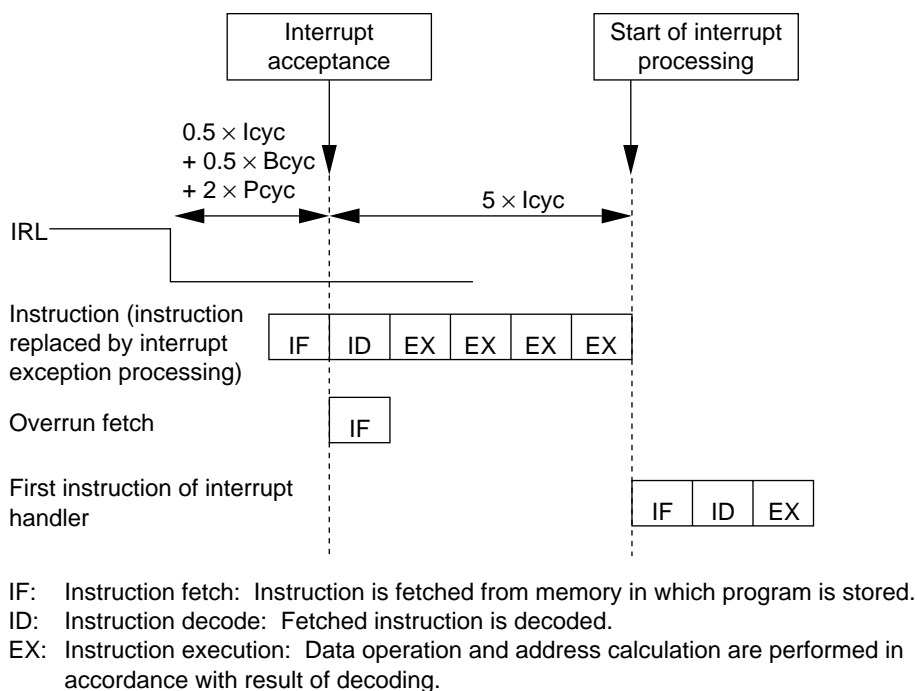 Interrupt
acceptance
Start of interrupt
processing
0.5 × Icyc
+ 0.5 × Bcyc
+ 2 × Pcyc
5 × Icyc
IRL
Instruction (instruction
replaced by interrupt
exception processing)
IF ID EX EX EX EX
Overrun fetch
IF
First instruction of interrupt
handler
IF ID EX
IF: Instruction fetch: Instruction is fetched from memory in which program is stored.
ID: Instruction decode: Fetched instruction is decoded.
EX: Instruction execution: Data operation and address calculation are performed in
accordance with result of decoding.